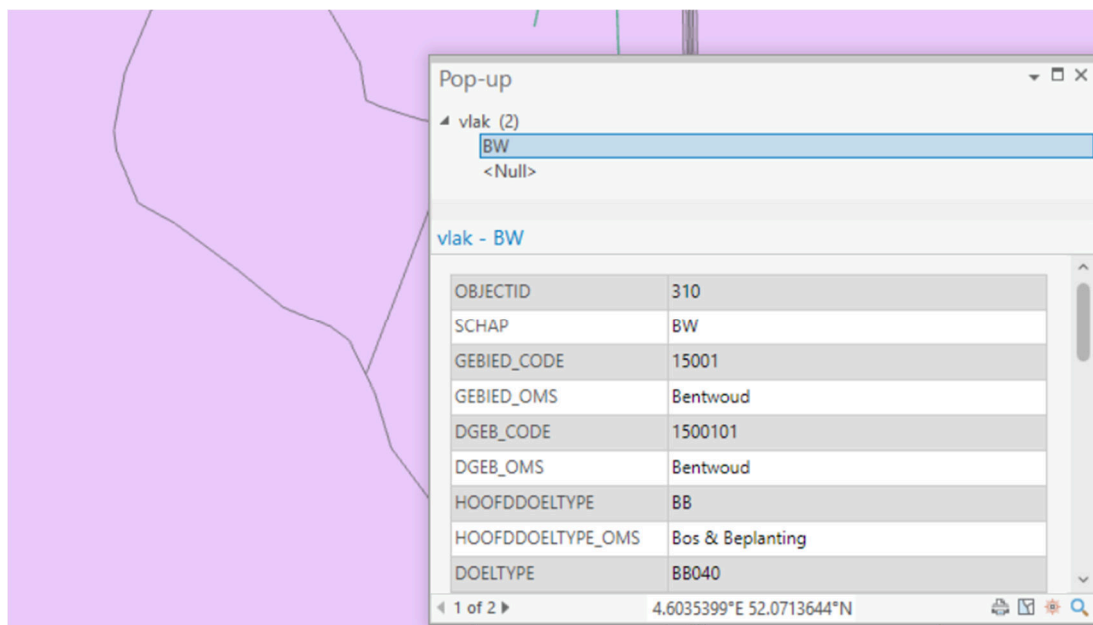 Pop-up
vlak (2)
BW
<Null>
vlak - BW
OBJECTID 310
SCHAP BW
GEBIED_CODE 15001
GEBIED_OMS Bentwoud
DGEB_CODE 1500101
DGEB_OMS Bentwoud
HOOFDDOELTYPE BB
HOOFDDOELTYPE_OMS Bos & Beplanting
DOELTYPE BB040
1 of 2 4.6035399°E 52.0713644°N